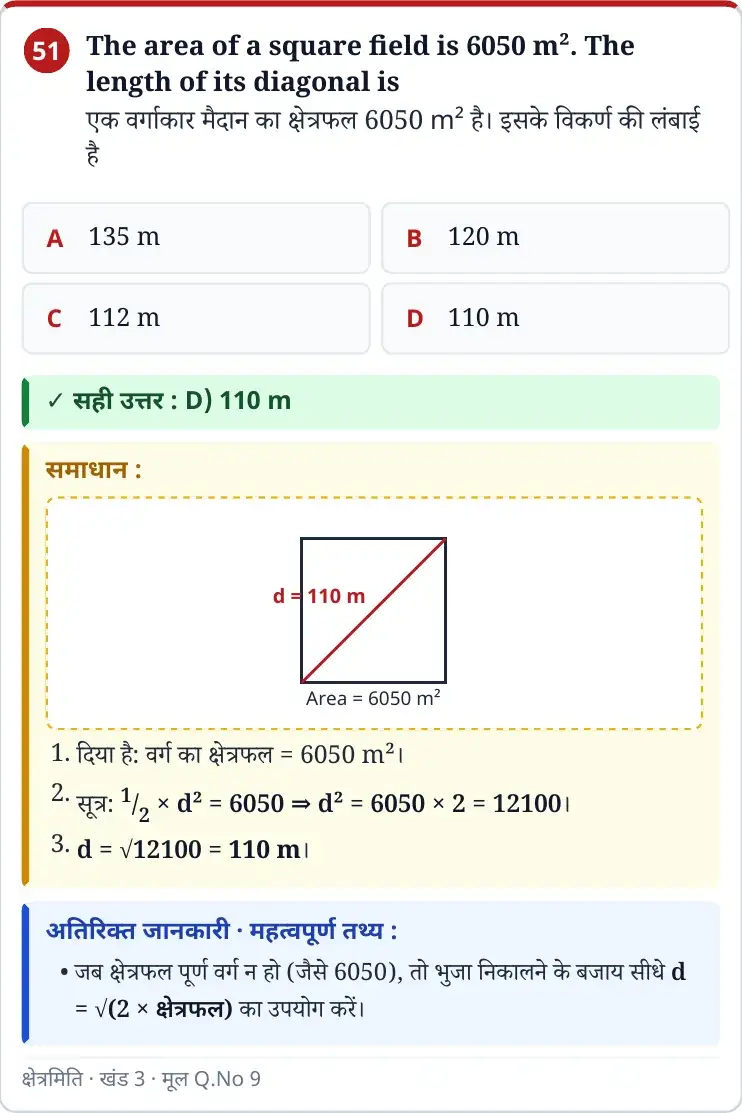 51 The area of a square field is 6050 m². The
length of its diagonal is
एक वर्गाकार मैदान का क्षेत्रफल 6050 m² है। इसके विकर्ण की लंबाई
है
A 135 m
B 120 m
C 112 m
D 110 m
✓ सही उत्तर : D) 110 m
समाधान :
d = 110 m
Area = 6050 m²
1. दिया है: वर्ग का क्षेत्रफल = 6050 m²।
2. सूत्र: 1/2 × d² = 6050 ⇒ d² = 6050 × 2 = 12100।
3. d = √12100 = 110 m।
अतिरिक्त जानकारी · महत्वपूर्ण तथ्य :
• जब क्षेत्रफल पूर्ण वर्ग न हो (जैसे 6050), तो भुजा निकालने के बजाय सीधे d
= √(2 × क्षेत्रफल) का उपयोग करें।
क्षेत्रमिति · खंड 3 · मूल Q.No 9